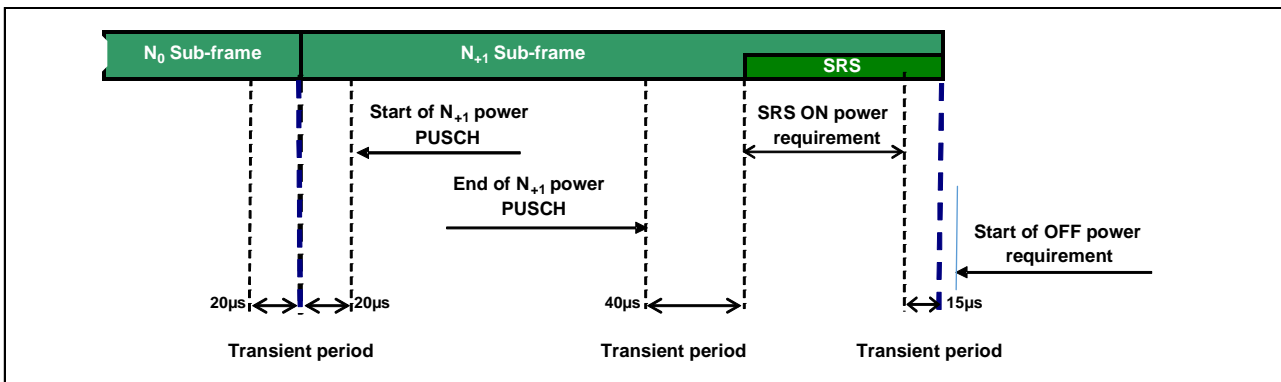 N0 Sub-frame
N+1 Sub-frame
SRS
Start of N+1 power
PUSCH
SRS ON power
requirement
End of N+1 power
PUSCH
Start of OFF power
requirement
20µs
20µs
40µs
15µs
Transient period
Transient period
Transient period